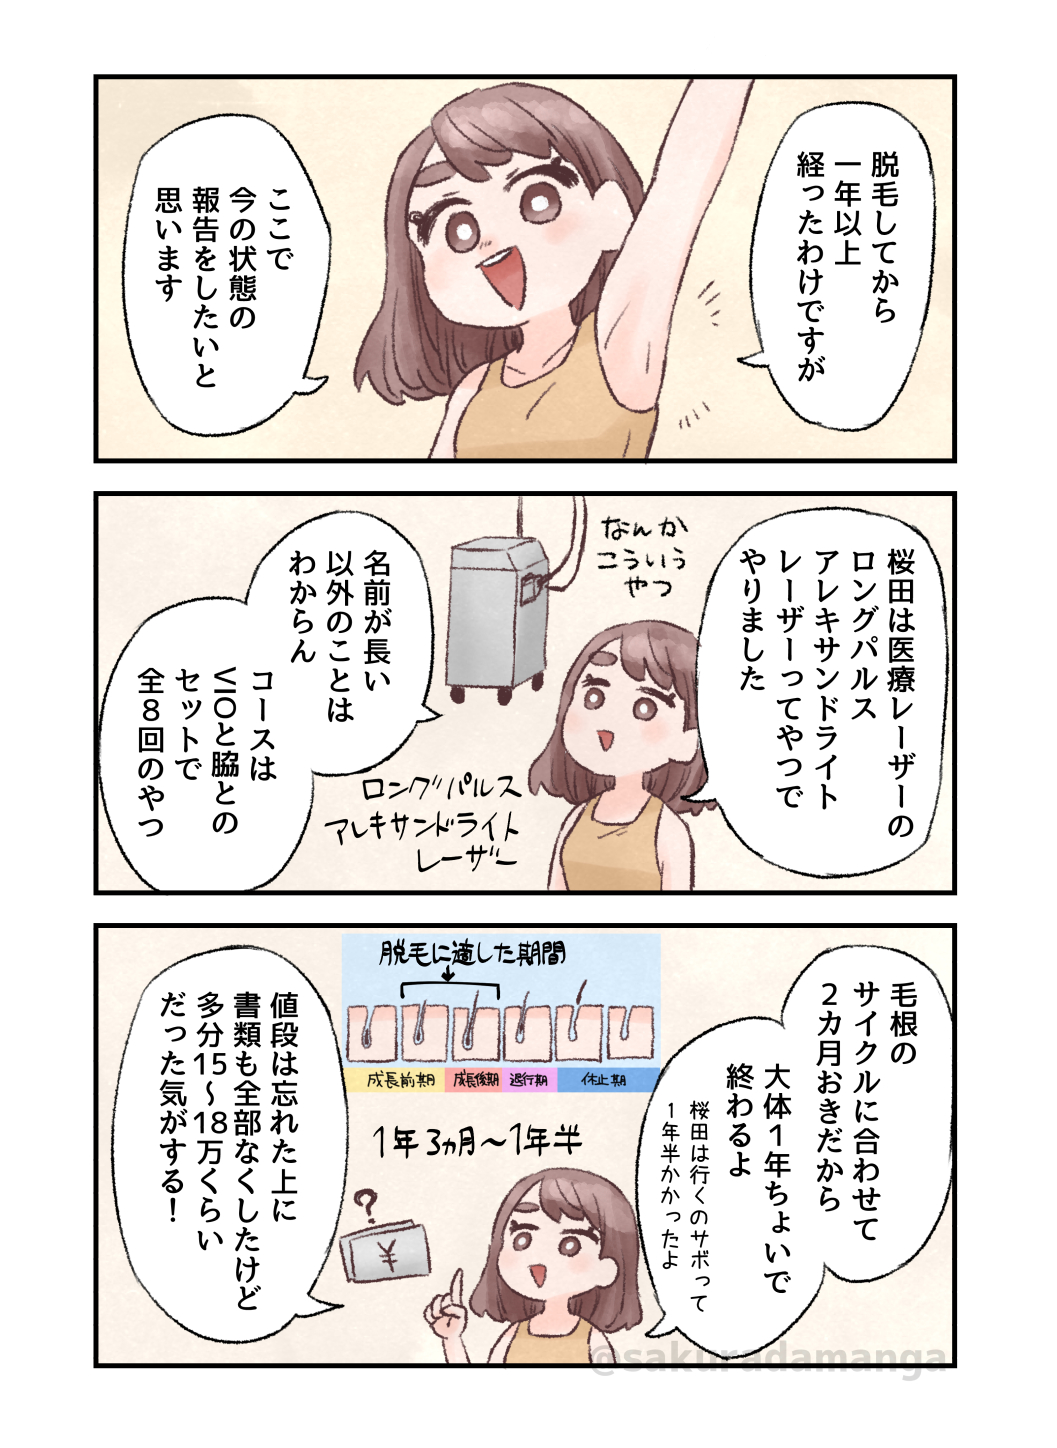 脱毛してから
一年以上
経ったわけですが
ここで
今の状態の
報告をしたいと
思います
桜田は医療レーザーの
ロングパルス
アレキサンドライト
レーザーってやつで
やりました
なんか
こういう
やつ
名前が長い
以外のことは
わからん
コースは
VIOと脇との
セットで
全8回のやつ
ロングパルス
アレキサンドライト
レーザー
毛根の
サイクルに合わせて
2カ月おきだから
大体1年ちょいで
終わるよ
桜田は行くのサボって
1年半かかったよ
脱毛に適した期間
成長前期
成長後期
退行期
休止期
1年3カ月〜1年半
値段は忘れた上に
書類も全部なくしたけど
多分15〜18万くらい
だった気がする！
?
¥
@sakuradamanga